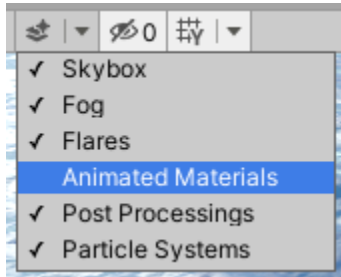 0
Skybox
Fog
Flares
Animated Materials
Post Processings
Particle Systems